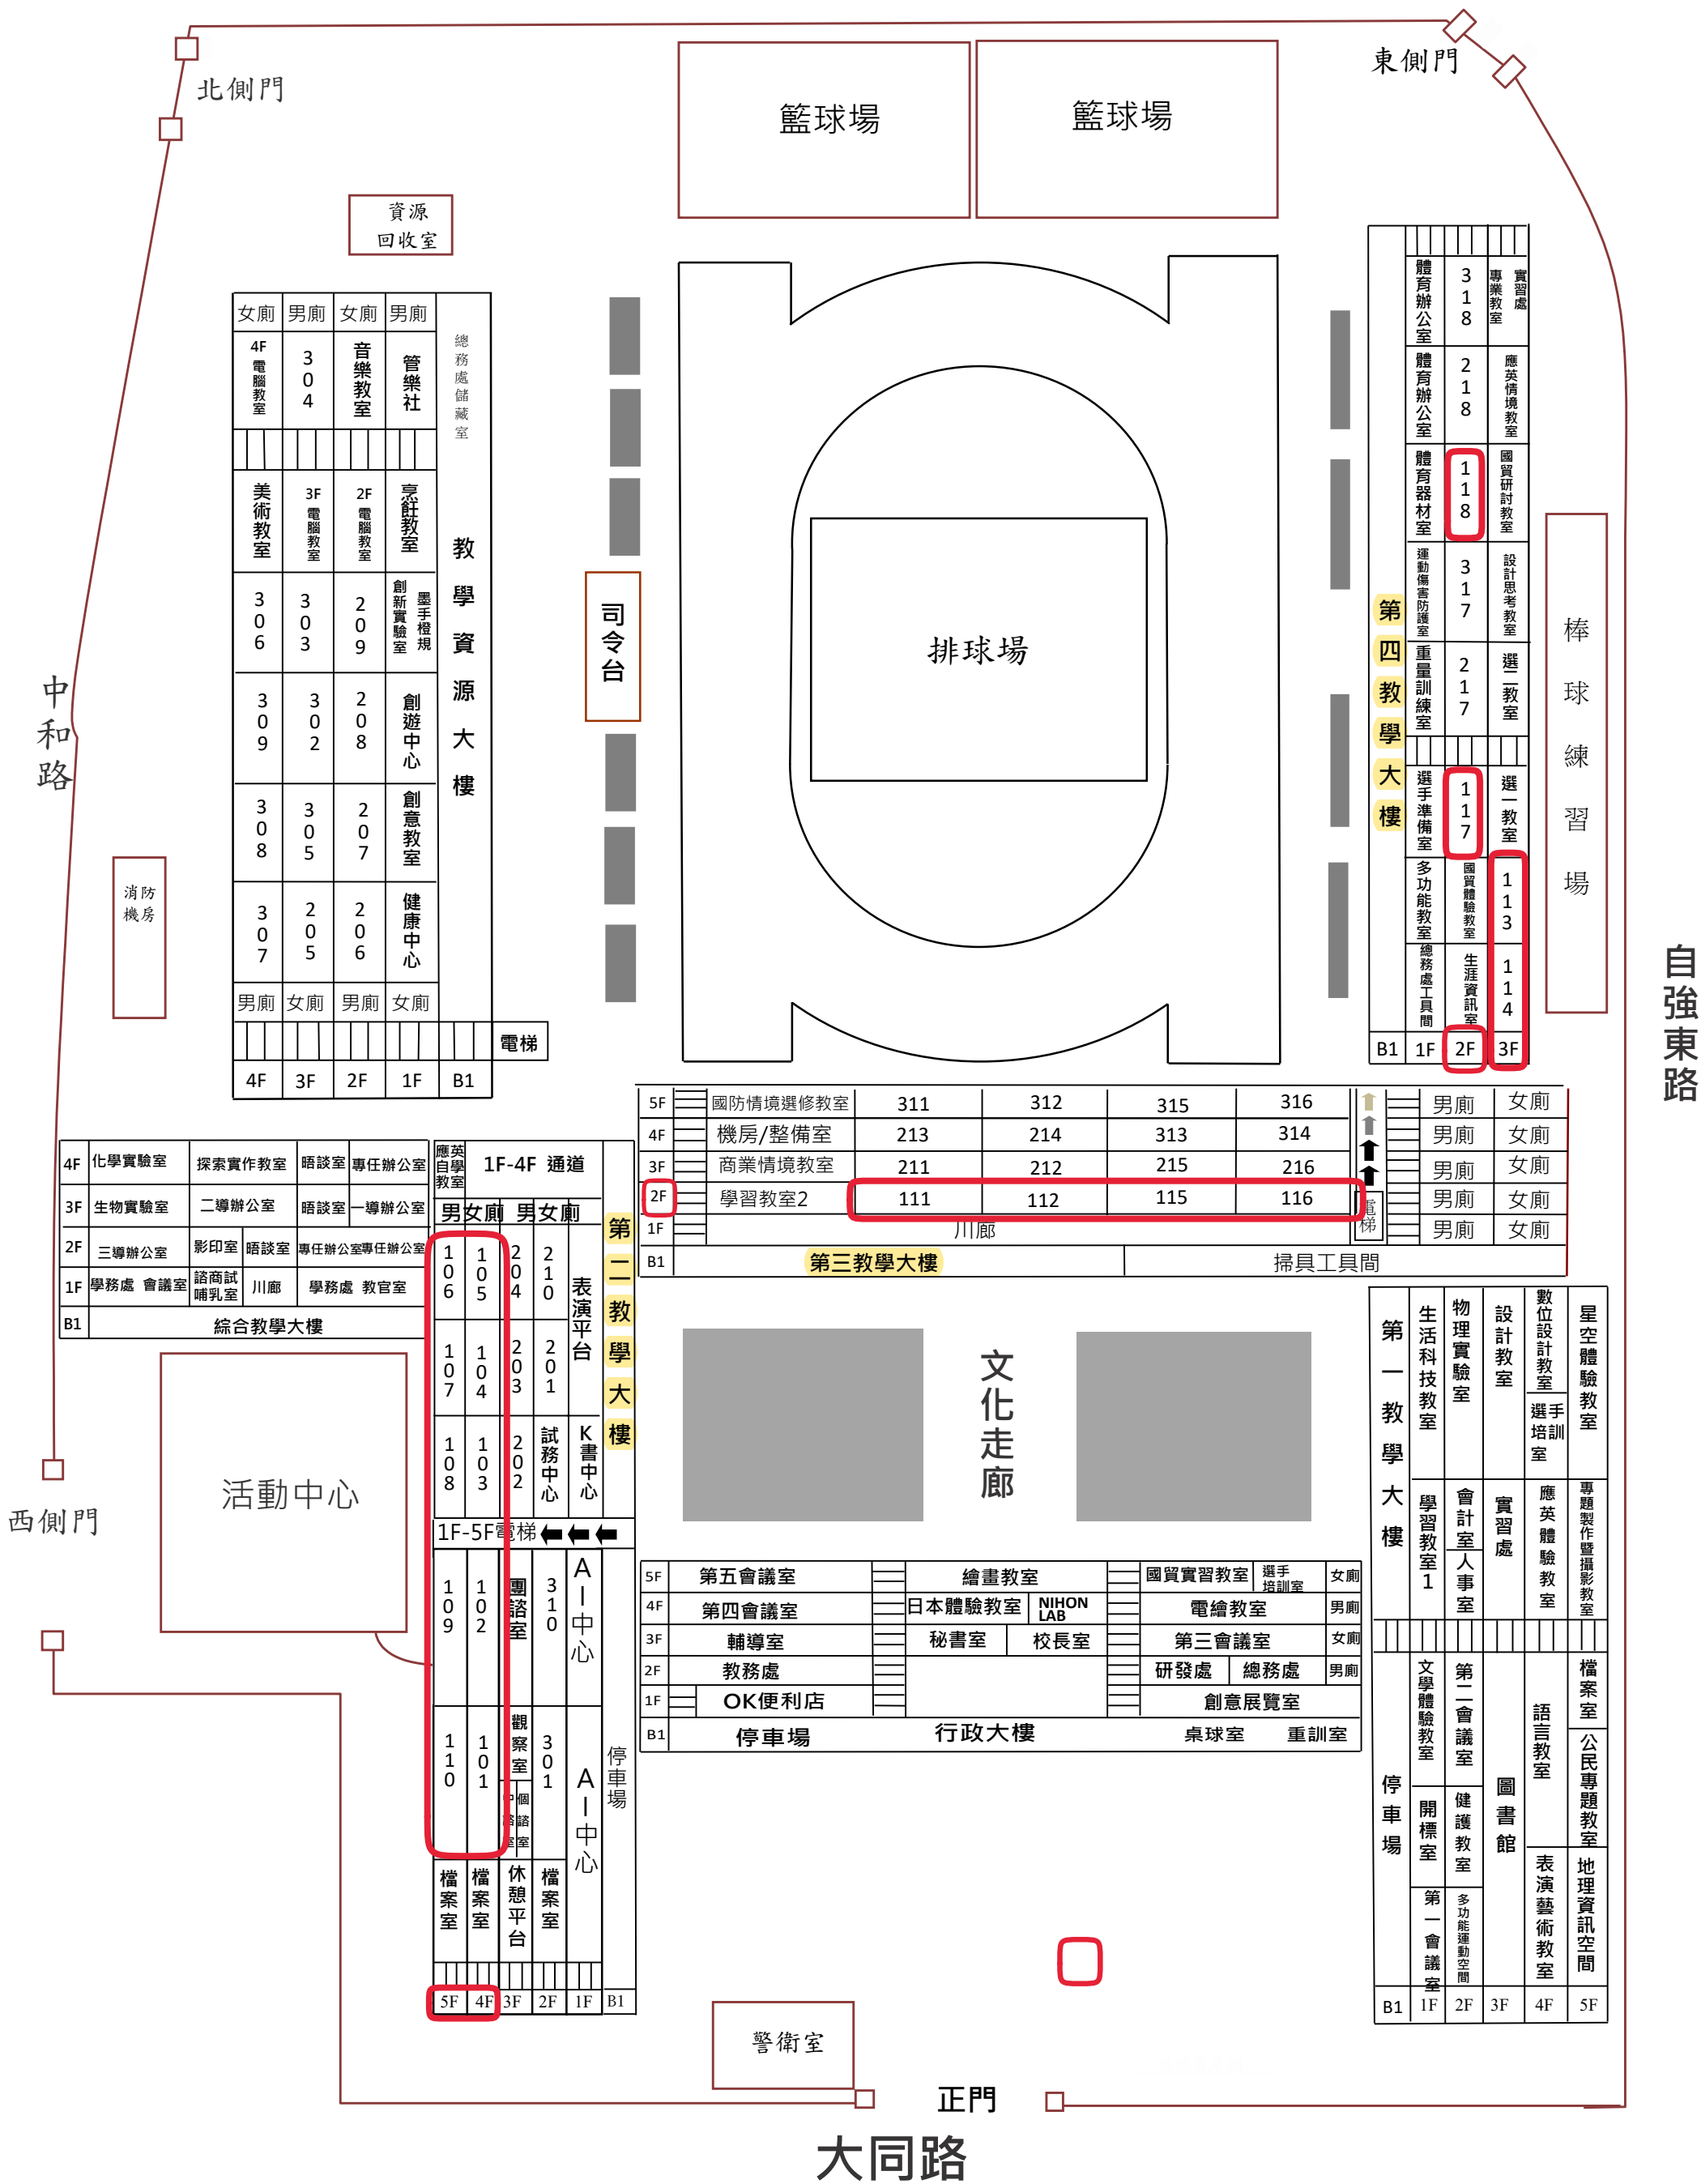 北側門
東側門
籃球場
籃球場
資源
回收室
女廁 男廁 女廁 男廁
4F電腦教室 304 音樂教室 管樂社 總務處儲藏室
美術教室 3F電腦教室 2F電腦教室 烹飪教室
306 303 209 創新實驗室 墨手橙規
309 302 208 創遊中心
308 305 207 創意教室
307 205 206 健康中心
男廁 女廁 男廁 女廁
電梯
4F 3F 2F 1F B1
教學資源大樓
司令台
排球場
體育辦公室 318 專業教室 實習處
體育辦公室 218 應英情境教室
體育器材室 118 國貿研討教室
運動傷害防護室 317 設計思考教室
重量訓練室 217 選二教室
選手準備室 117 選一教室
多功能教室 國貿體驗教室 113
總務處工具間 生涯資訊室 114
B1 1F 2F 3F
第四教學大樓
棒球練習場
中和路
消防
機房
自強東路
5F 國防情境選修教室 311 312 315 316 男廁 女廁
4F 機房/整備室 213 214 313 314 男廁 女廁
3F 商業情境教室 211 212 215 216 男廁 女廁
2F 學習教室2 111 112 115 116 電梯 男廁 女廁
1F 川廊 男廁 女廁
B1 第三教學大樓 掃具工具間
4F 化學實驗室 探索實作教室 晤談室 專任辦公室
3F 生物實驗室 二導辦公室 晤談室 一導辦公室
2F 三導辦公室 影印室 晤談室 專任辦公室 專任辦公室
1F 學務處 會議室 諮商試 哺乳室 川廊 學務處 教官室
B1 綜合教學大樓
應英自學教室 1F-4F 通道
男女廁 男女廁
106 105 204 210 表演平台
107 104 203 201
108 103 202 試務中心 K書中心
1F-5F電梯
109 102 團諮室 310 AI中心
110 101 觀察室 301 AI中心
個諮室
檔案室 檔案室 休憩平台 檔案室
5F 4F 3F 2F 1F B1
第二教學大樓
停車場
活動中心
西側門
文化走廊
5F 第五會議室 繪畫教室 國貿實習教室 選手培訓室 女廁
4F 第四會議室 日本體驗教室 NIHON LAB 電繪教室 男廁
3F 輔導室 秘書室 校長室 第三會議室 女廁
2F 教務處 研發處 總務處 男廁
1F OK便利店 創意展覽室
B1 停車場 行政大樓 桌球室 重訓室
第一教學大樓 生活科技教室 物理實驗室 設計教室 數位設計教室 星空體驗教室
選手培訓室
學習教室1 會計室 人事室 實習處 應英體驗教室 專題製作暨攝影教室
停車場 文學體驗教室 第二會議室 圖書館 語言教室 檔案室
開標室 健護教室 公民專題教室
第一會議室 多功能運動空間 表演藝術教室 地理資訊空間
B1 1F 2F 3F 4F 5F
警衛室
正門
大同路